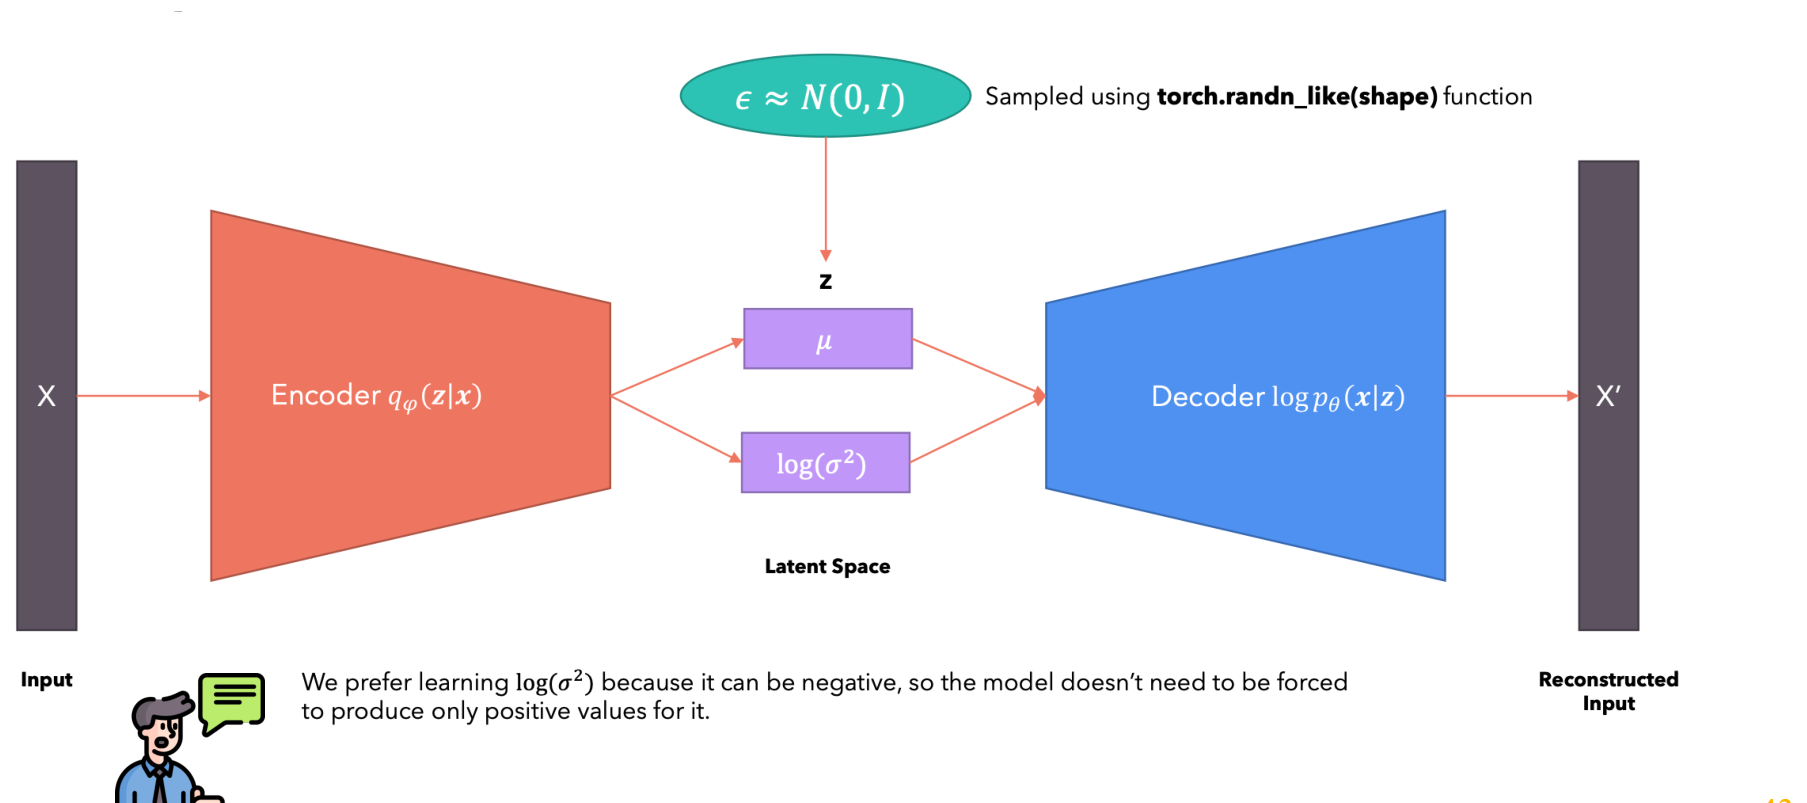 ϵ ≈ N(0, I)
Sampled using torch.randn_like(shape) function
X
Encoder qφ(z|x)
z
μ
log(σ²)
Latent Space
Decoder log pθ(x|z)
X′
Input
We prefer learning log(σ²) because it can be negative, so the model doesn’t need to be forced
to produce only positive values for it.
Reconstructed
Input